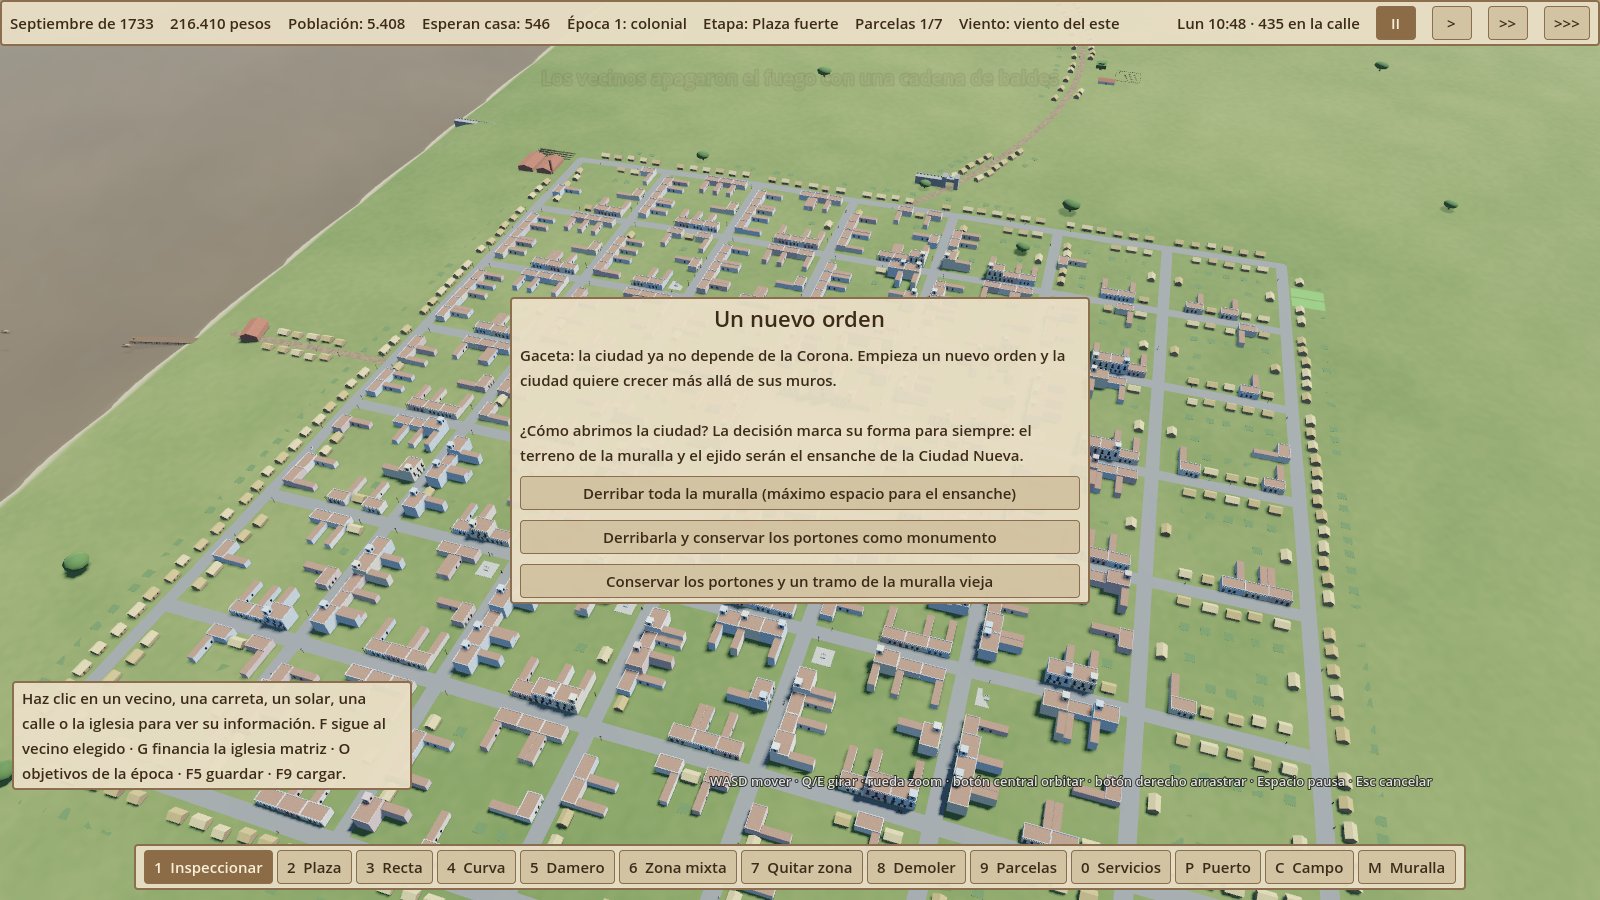 Septiembre de 1733 216.410 pesos Población: 5.408 Esperan casa: 546 Época 1: colonial Etapa: Plaza fuerte Parcelas 1/7 Viento: viento del este Lun 10:48 · 435 en la calle II > >> >>>
Los vecinos apagaron el fuego con una cadena de baldes
Un nuevo orden
Gaceta: la ciudad ya no depende de la Corona. Empieza un nuevo orden y la
ciudad quiere crecer más allá de sus muros.
¿Cómo abrimos la ciudad? La decisión marca su forma para siempre: el
terreno de la muralla y el ejido serán el ensanche de la Ciudad Nueva.
Derribar toda la muralla (máximo espacio para el ensanche)
Derribarla y conservar los portones como monumento
Conservar los portones y un tramo de la muralla vieja
Haz clic en un vecino, una carreta, un solar, una
calle o la iglesia para ver su información. F sigue al
vecino elegido · G financia la iglesia matriz · O
objetivos de la época · F5 guardar · F9 cargar.
WASD mover · Q/E girar · rueda zoom · botón central orbitar · botón derecho arrastrar · Espacio pausa · Esc cancelar
1 Inspeccionar 2 Plaza 3 Recta 4 Curva 5 Damero 6 Zona mixta 7 Quitar zona 8 Demoler 9 Parcelas 0 Servicios P Puerto C Campo M Muralla